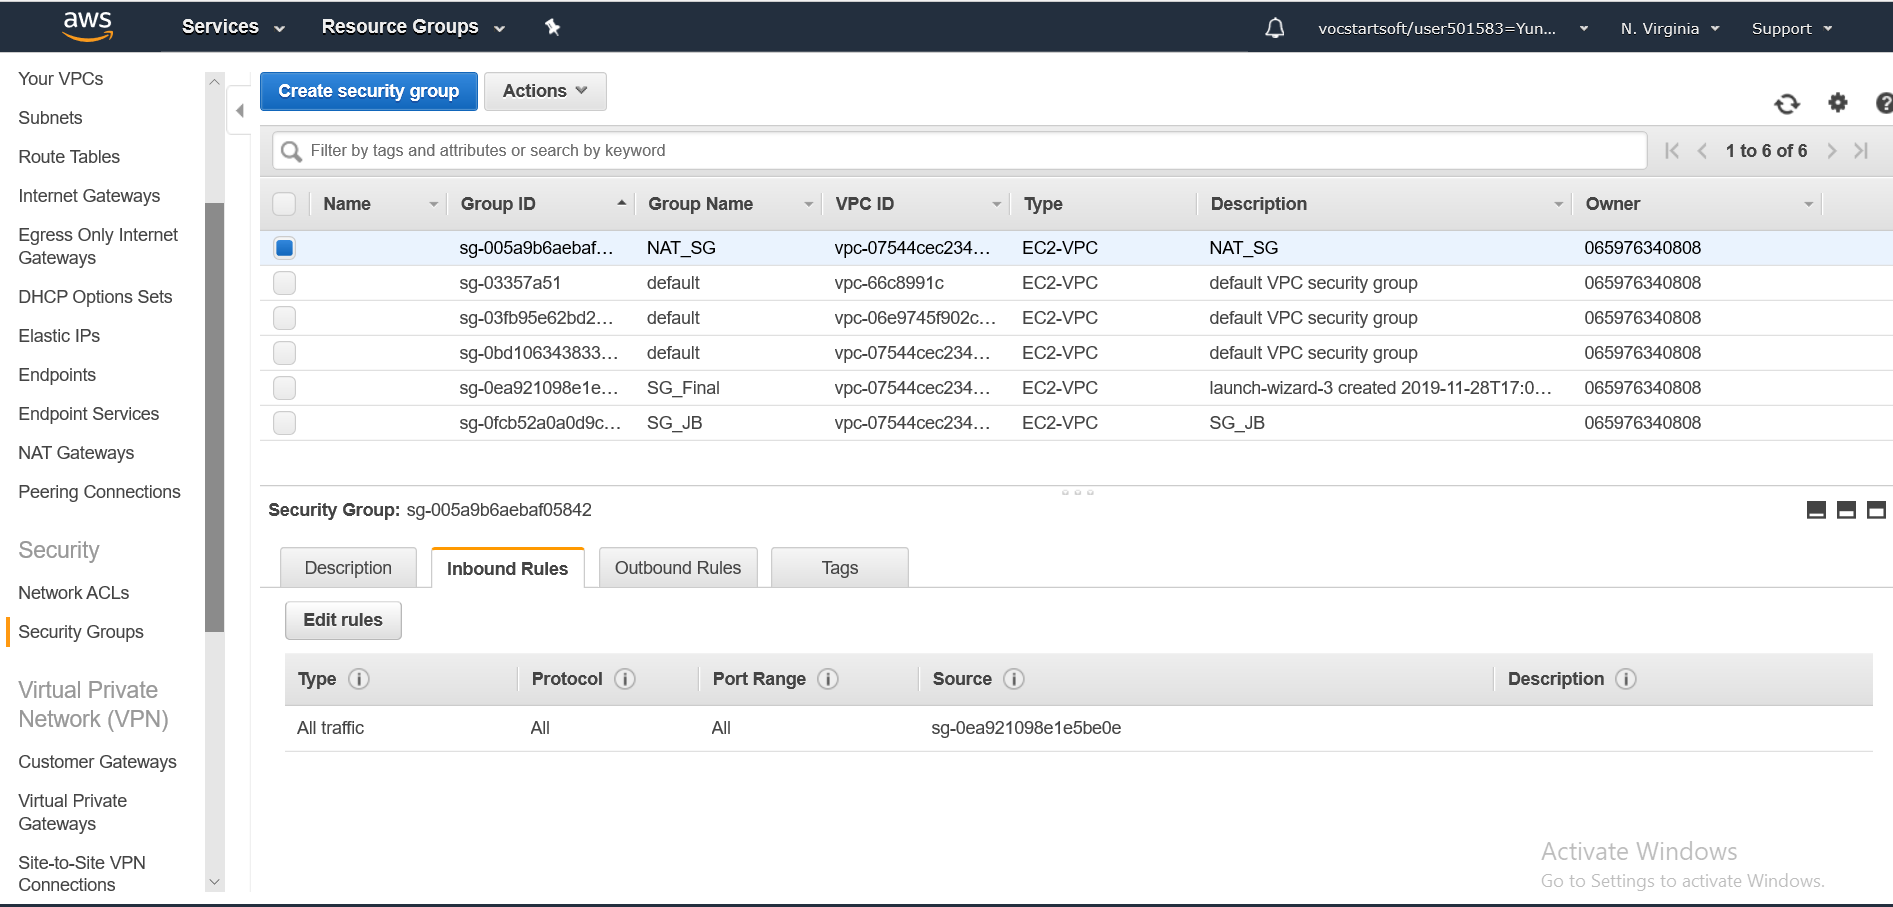 aws Services Resource Groups vocstartsoft/user501583=Yun... N. Virginia Support
Your VPCs
Subnets
Route Tables
Internet Gateways
Egress Only Internet
Gateways
DHCP Options Sets
Elastic IPs
Endpoints
Endpoint Services
NAT Gateways
Peering Connections
Security
Network ACLs
Security Groups
Virtual Private
Network (VPN)
Customer Gateways
Virtual Private
Gateways
Site-to-Site VPN
Connections
Create security group Actions
Filter by tags and attributes or search by keyword 1 to 6 of 6
Name Group ID Group Name VPC ID Type Description Owner
sg-005a9b6aebaf... NAT_SG vpc-07544cec234... EC2-VPC NAT_SG 065976340808
sg-03357a51 default vpc-66c8991c EC2-VPC default VPC security group 065976340808
sg-03fb95e62bd2... default vpc-06e9745f902c... EC2-VPC default VPC security group 065976340808
sg-0bd106343833... default vpc-07544cec234... EC2-VPC default VPC security group 065976340808
sg-0ea921098e1e... SG_Final vpc-07544cec234... EC2-VPC launch-wizard-3 created 2019-11-28T17:0... 065976340808
sg-0fcb52a0a0d9c... SG_JB vpc-07544cec234... EC2-VPC SG_JB 065976340808
Security Group: sg-005a9b6aebaf05842
Description Inbound Rules Outbound Rules Tags
Edit rules
Type Protocol Port Range Source Description
All traffic All All sg-0ea921098e1e5be0e
Activate Windows
Go to Settings to activate Windows.